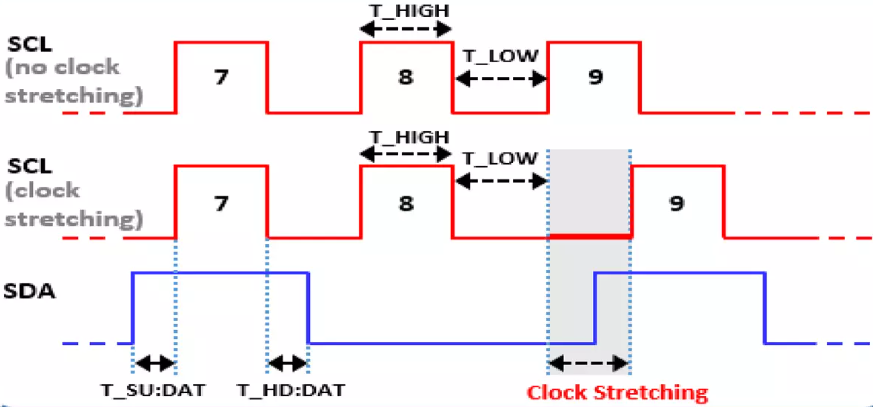 T_HIGH
SCL
(no clock
stretching)
7
8
T_LOW
9
T_HIGH
SCL
(clock
stretching)
7
8
T_LOW
9
SDA
T_SU:DAT
T_HD:DAT
Clock Stretching